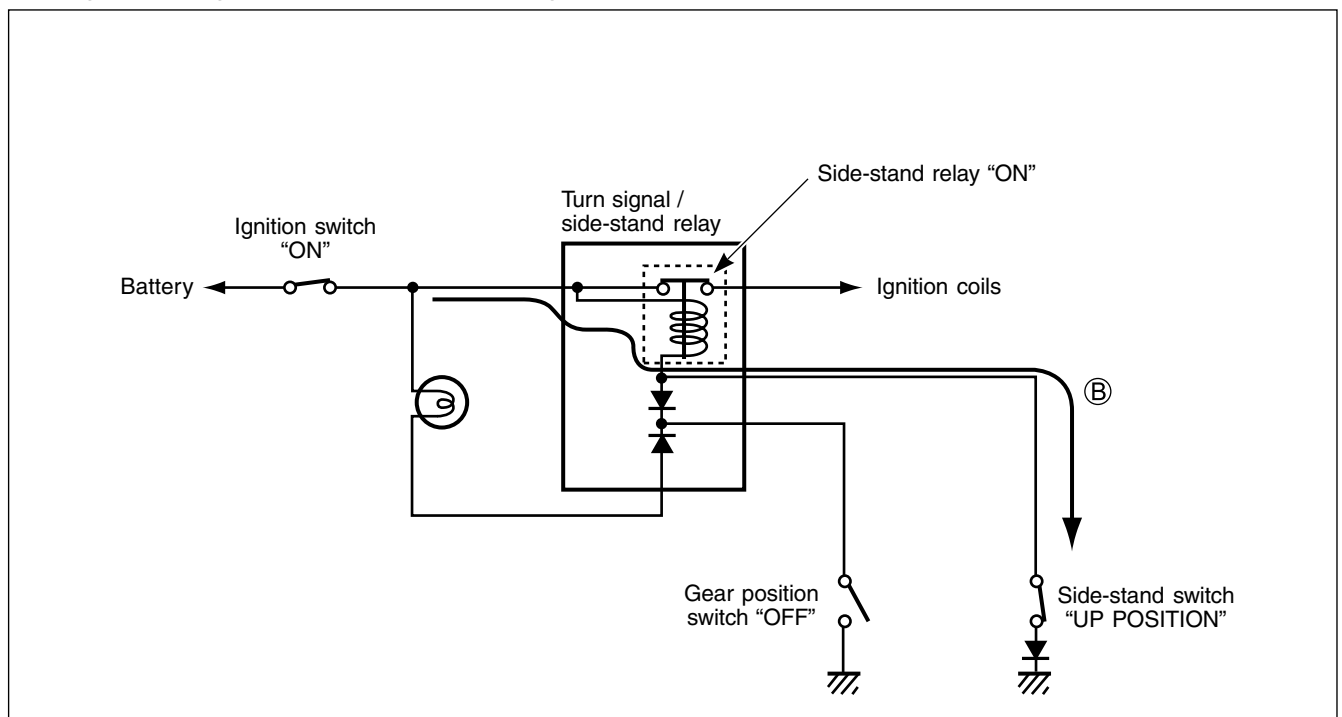 Side-stand relay “ON”
Turn signal /
side-stand relay
Ignition switch
“ON”
Battery
Ignition coils
B
Gear position
switch “OFF”
Side-stand switch
“UP POSITION”